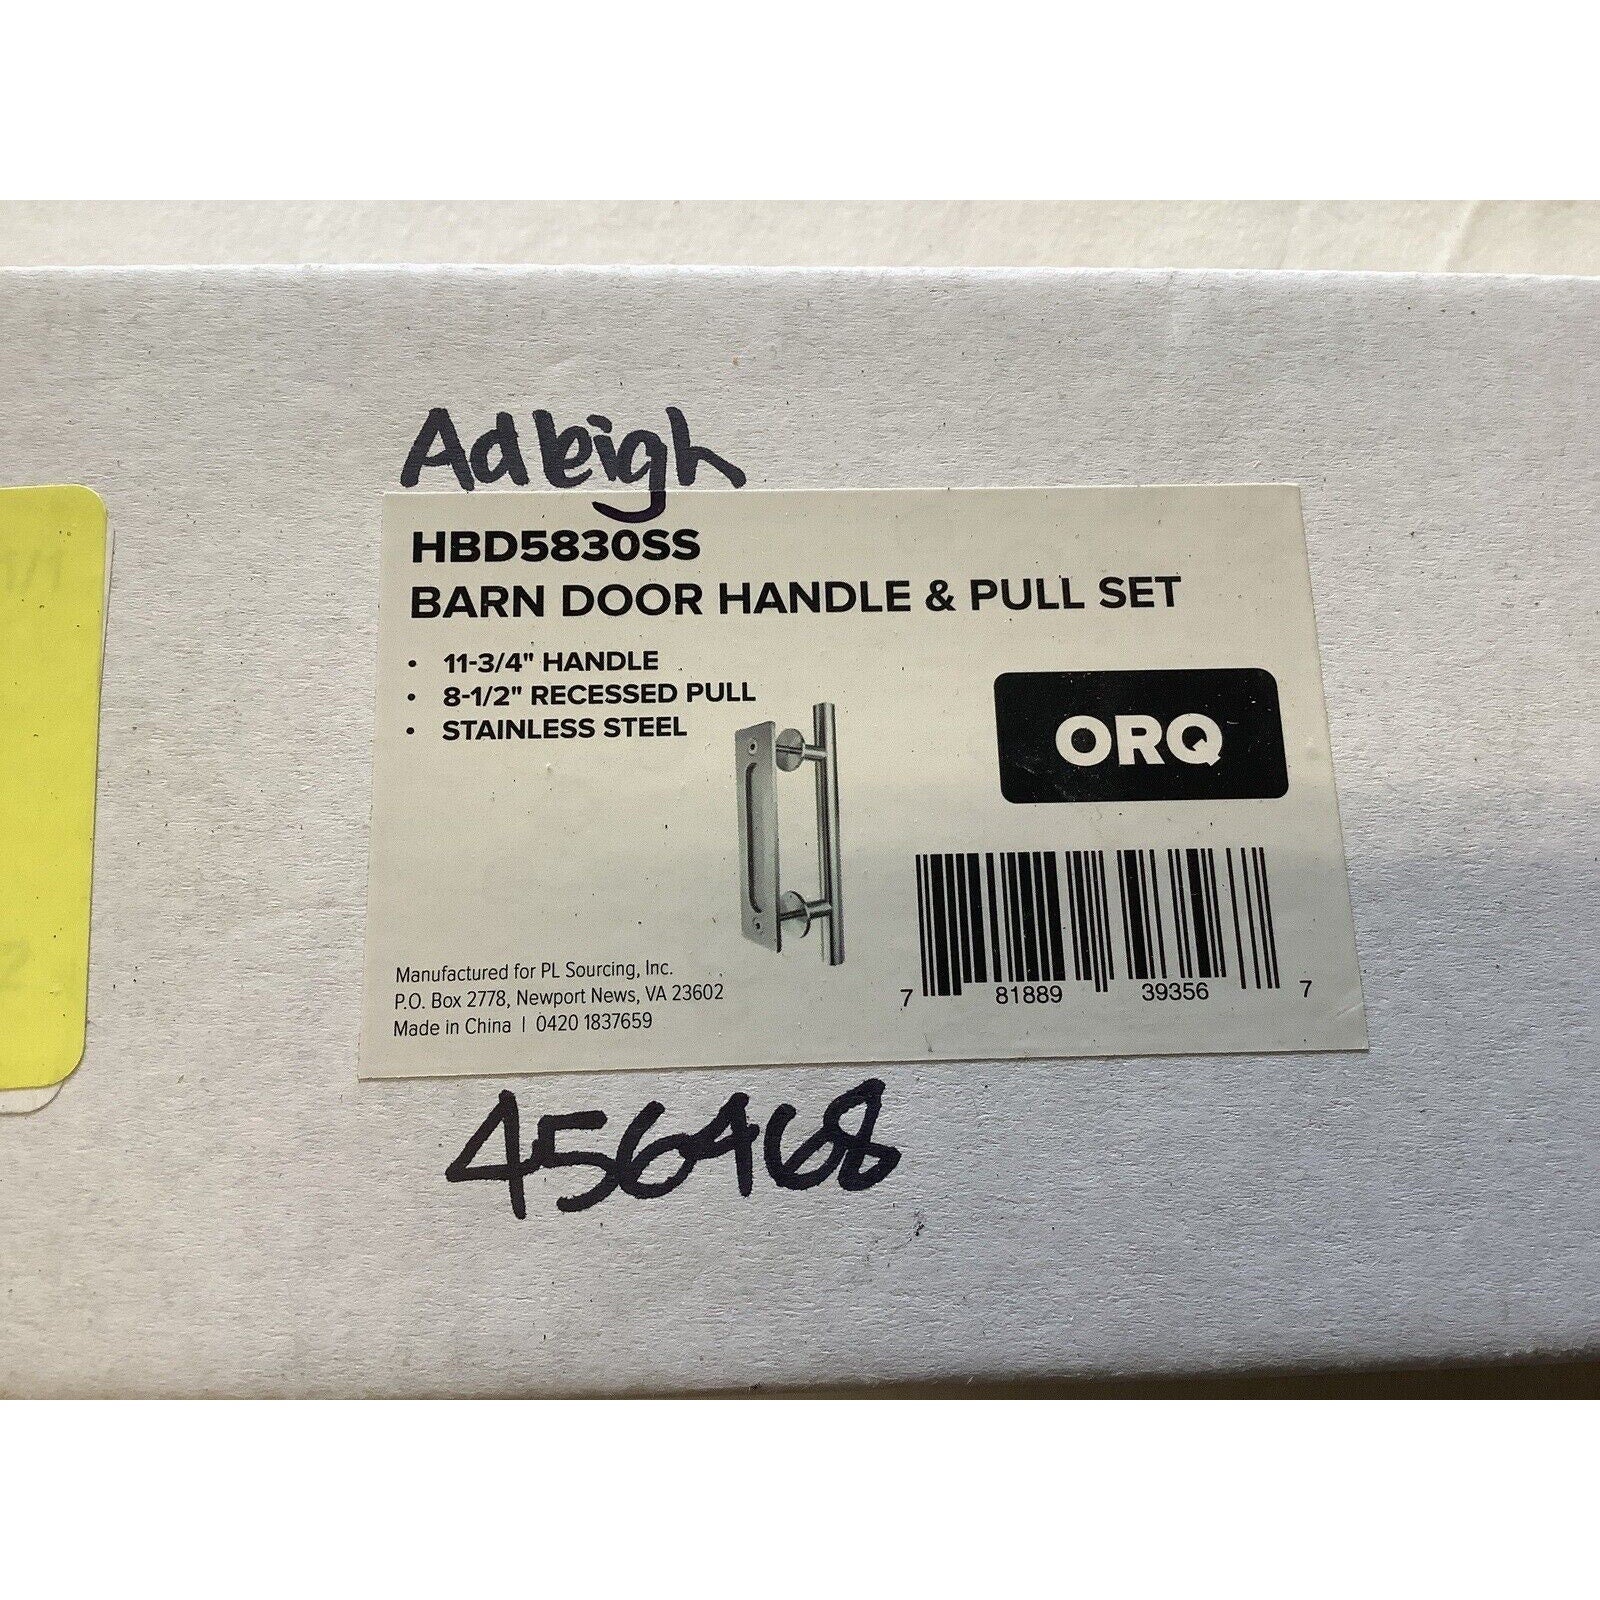 Adleigh
HBD5830SS
BARN DOOR HANDLE & PULL SET
• 11-3/4" HANDLE
• 8-1/2" RECESSED PULL
• STAINLESS STEEL
ORQ
Manufactured for PL Sourcing, Inc.
P.O. Box 2778, Newport News, VA 23602
Made in China | 0420 1837659
7 81889 39356 7
456468